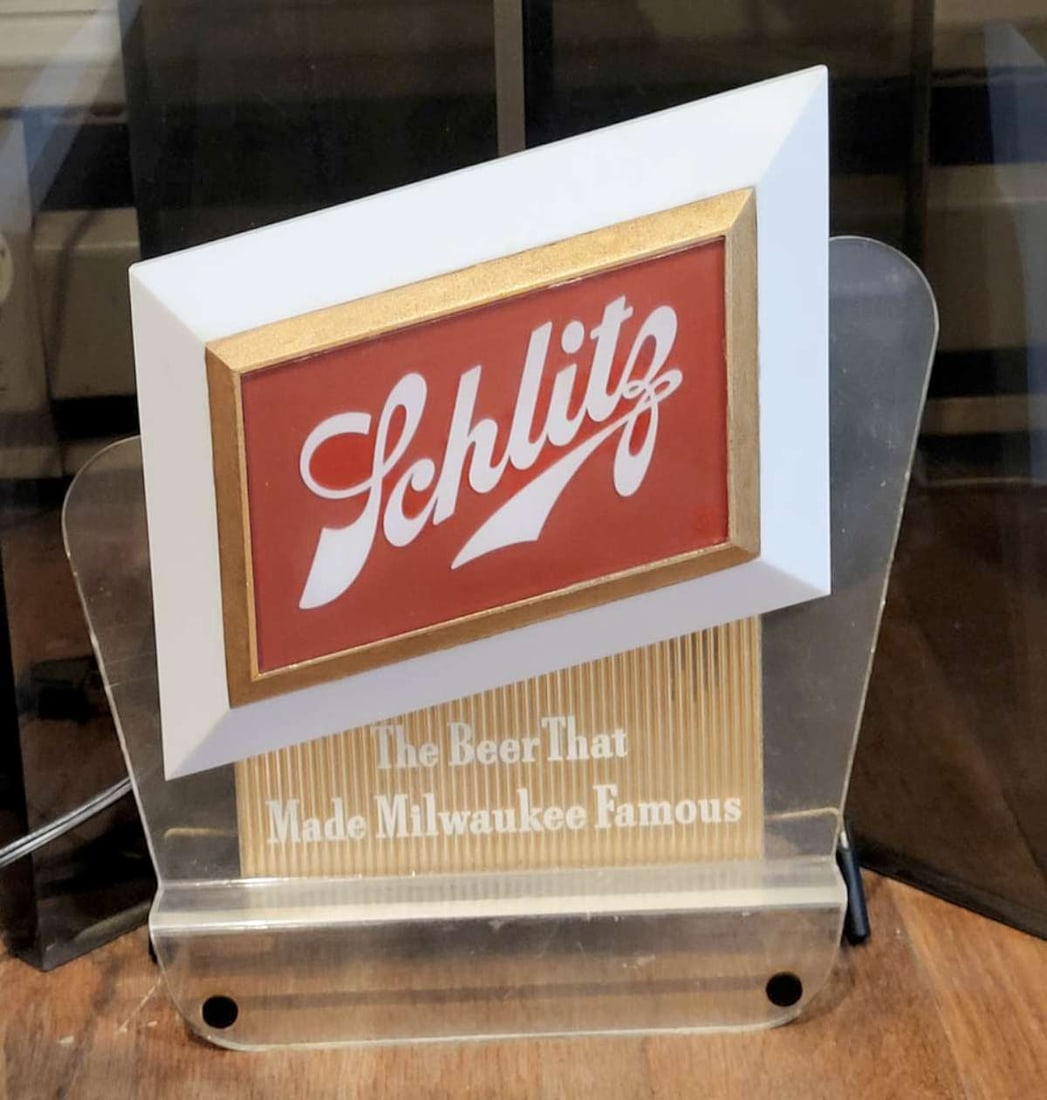 Schlitz
The Beer That
Made Milwaukee Famous